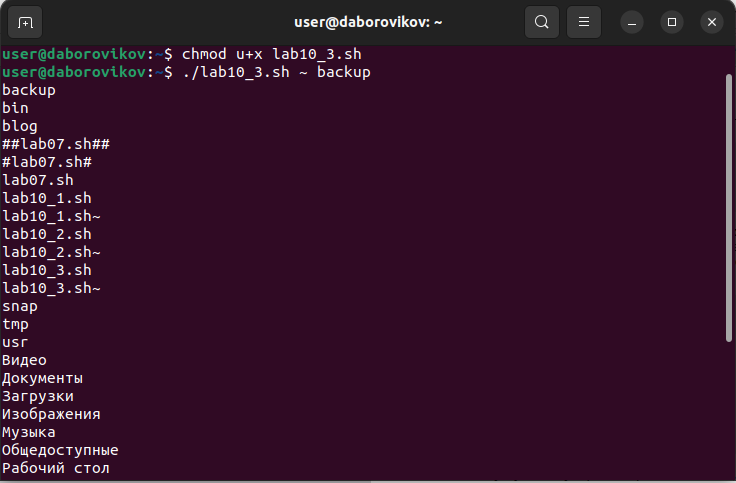 user@daborovikov: ~
user@daborovikov:~$ chmod u+x lab10_3.sh
user@daborovikov:~$ ./lab10_3.sh ~ backup
backup
bin
blog
##lab07.sh##
#lab07.sh#
lab07.sh
lab10_1.sh
lab10_1.sh~
lab10_2.sh
lab10_2.sh~
lab10_3.sh
lab10_3.sh~
snap
tmp
usr
Видео
Документы
Загрузки
Изображения
Музыка
Общедоступные
Рабочий стол